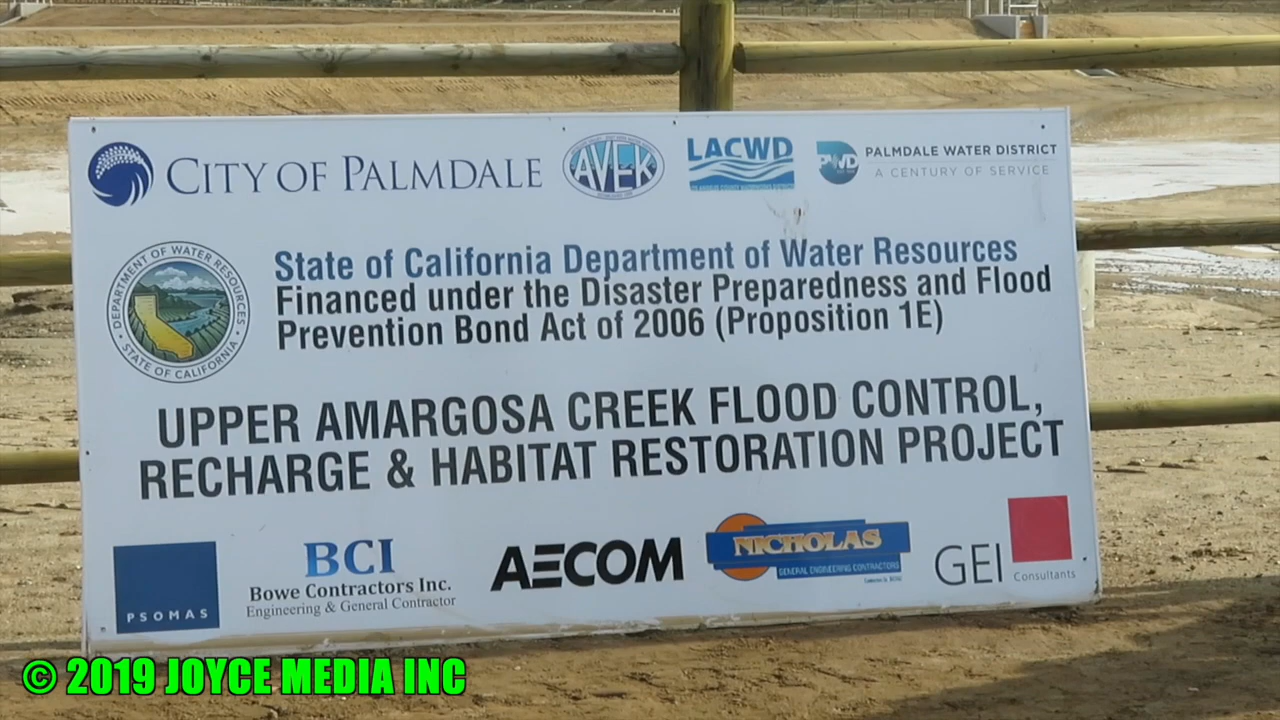 CITY OF PALMDALE
AVEK
LACWD
PWD
PALMDALE WATER DISTRICT
A CENTURY OF SERVICE
DEPARTMENT OF WATER RESOURCES
STATE OF CALIFORNIA
State of California Department of Water Resources
Financed under the Disaster Preparedness and Flood
Prevention Bond Act of 2006 (Proposition 1E)
UPPER AMARGOSA CREEK FLOOD CONTROL,
RECHARGE & HABITAT RESTORATION PROJECT
PSOMAS
BCI
Bowe Contractors Inc.
Engineering & General Contractor
AECOM
NICHOLAS
GENERAL ENGINEERING CONTRACTORS
GEI
Consultants
© 2019 JOYCE MEDIA INC